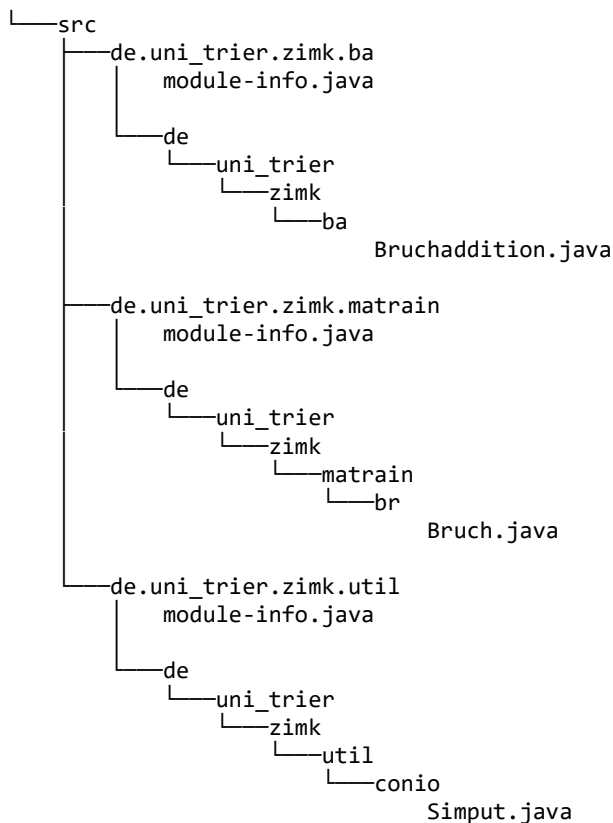 └───src
    ├───de.uni_trier.zimk.ba
    │   │   module-info.java
    │   │
    │   └───de
    │       └───uni_trier
    │           └───zimk
    │               └───ba
    │                       Bruchaddition.java
    │
    ├───de.uni_trier.zimk.matrain
    │   │   module-info.java
    │   │
    │   └───de
    │       └───uni_trier
    │           └───zimk
    │               └───matrain
    │                   └───br
    │                           Bruch.java
    │
    └───de.uni_trier.zimk.util
        │   module-info.java
        │
        └───de
            └───uni_trier
                └───zimk
                    └───util
                        └───conio
                                Simput.java